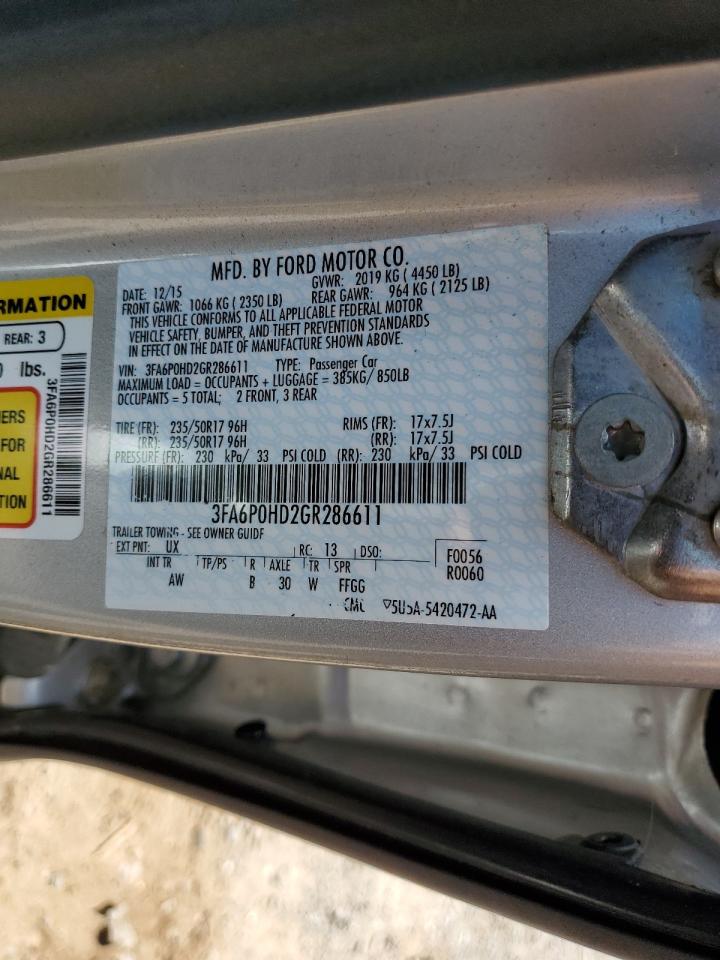 RMATION
REAR: 3
lbs.
3FA6P0HD2GR286611
FOR
NAL
TION
MFD. BY FORD MOTOR CO.
DATE: 12/15 GVWR: 2019 KG ( 4450 LB)
FRONT GAWR: 1066 KG ( 2350 LB) REAR GAWR: 964 KG ( 2125 LB)
THIS VEHICLE CONFORMS TO ALL APPLICABLE FEDERAL MOTOR
VEHICLE SAFETY, BUMPER, AND THEFT PREVENTION STANDARDS
IN EFFECT ON THE DATE OF MANUFACTURE SHOWN ABOVE.
VIN: 3FA6P0HD2GR286611 TYPE: Passenger Car
MAXIMUM LOAD = OCCUPANTS + LUGGAGE = 385KG/ 850LB
OCCUPANTS = 5 TOTAL; 2 FRONT, 3 REAR
TIRE (FR): 235/50R17 96H RIMS (FR): 17x7.5J
(RR): 235/50R17 96H (RR): 17x7.5J
PRESSURE (FR): 230 kPa/ 33 PSI COLD (RR): 230 kPa/ 33 PSI COLD
3FA6P0HD2GR286611
TRAILER TOWING - SEE OWNER GUIDE
EXT PNT: UX RC: 13 DSO:
INT TR TP/PS R AXLE TR SPR
AW B 30 W FFGG
F0056
R0060
5U5A-5420472-AA